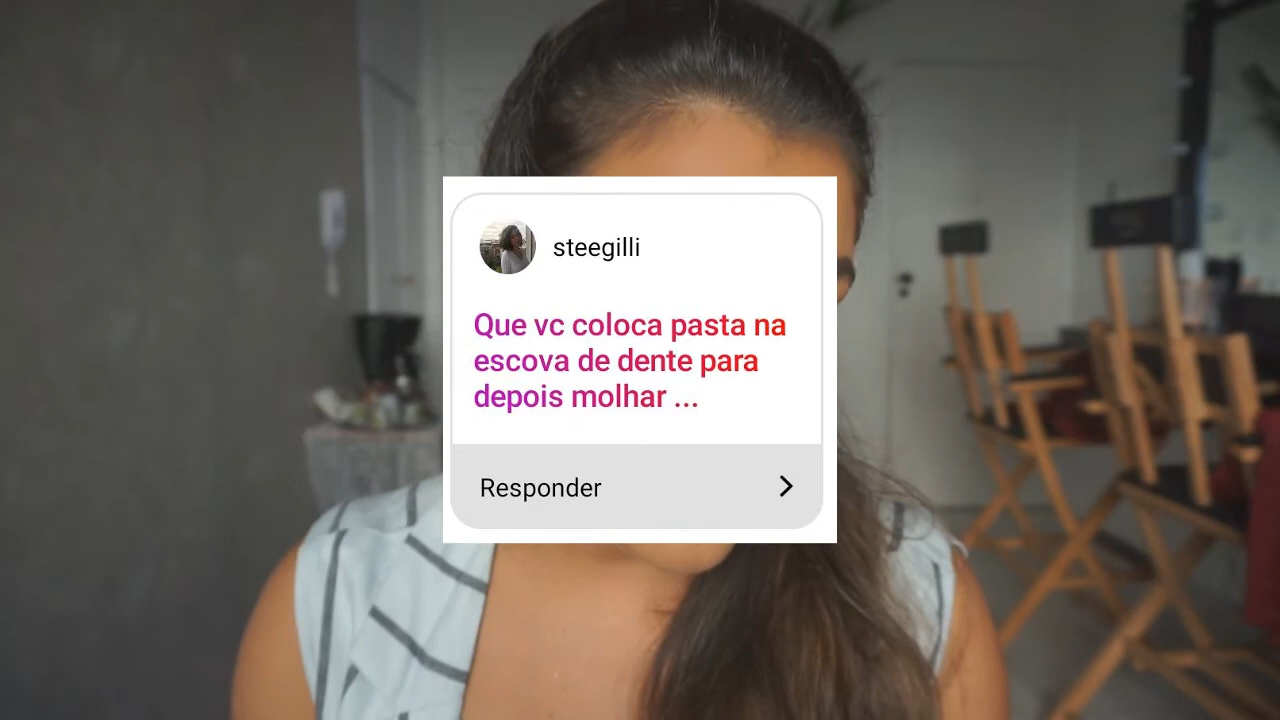 steegilli
Que vc coloca pasta na
escova de dente para
depois molhar ...
Responder